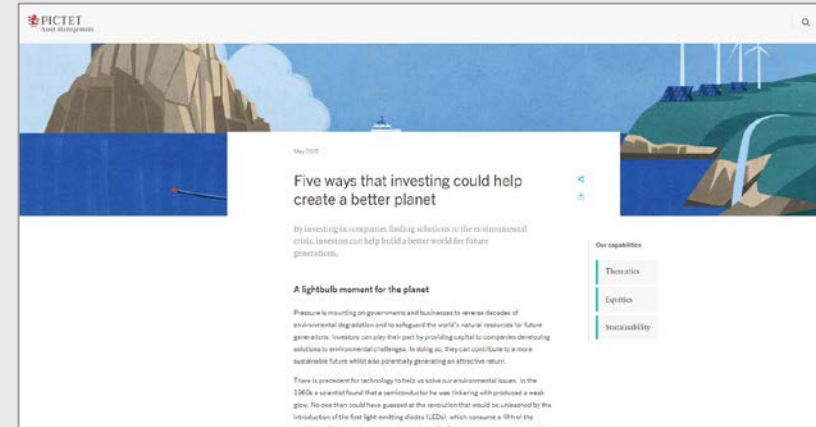 PICTET
Asset Management
May 2020
Five ways that investing could help
create a better planet
By investing in companies finding solutions to the environmental
crisis, investors can help build a better world for future
generations.
Our capabilities
Thematics
Equities
Sustainability
A lightbulb moment for the planet
Pressure is mounting on governments and businesses to reverse decades of
environmental degradation and to safeguard the world's natural resources for future
generations. Investors can play their part by providing capital to companies developing
solutions to environmental challenges. In doing so, they can contribute to a more
sustainable future whilst also potentially generating an attractive return.
There is precedent for technology to help us solve our environmental issues. In the
1960s a scientist found that a semiconductor he was tinkering with produced a weak
glow. No one then could have guessed at the revolution that would be unleashed by the
introduction of the first light emitting diodes (LEDs), which consume a fifth of the